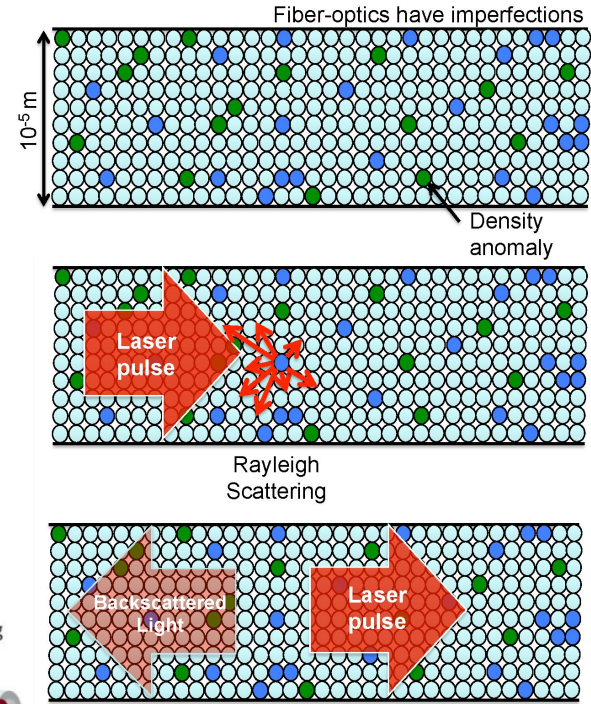 Fiber-optics have imperfections
10⁻⁵ m
Density
anomaly
Laser
pulse
Rayleigh
Scattering
Backscattered
Light
Laser
pulse